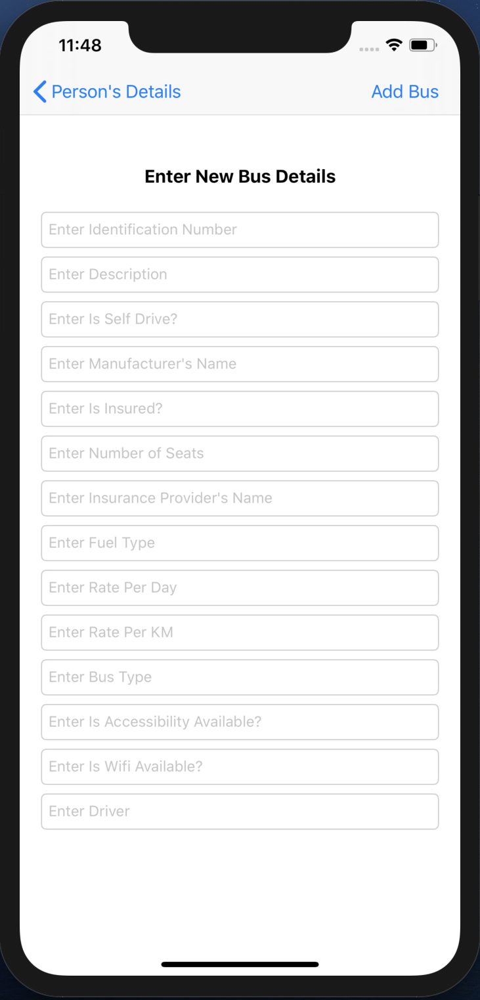 11:48
Person's Details Add Bus
Enter New Bus Details
Enter Identification Number
Enter Description
Enter Is Self Drive?
Enter Manufacturer's Name
Enter Is Insured?
Enter Number of Seats
Enter Insurance Provider's Name
Enter Fuel Type
Enter Rate Per Day
Enter Rate Per KM
Enter Bus Type
Enter Is Accessibility Available?
Enter Is Wifi Available?
Enter Driver